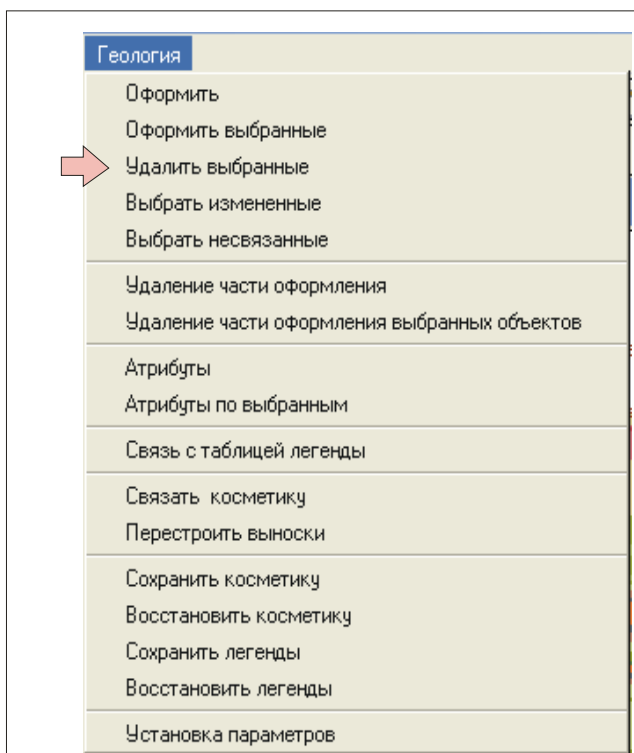 Геология
Оформить
Оформить выбранные
Удалить выбранные
Выбрать измененные
Выбрать несвязанные
Удаление части оформления
Удаление части оформления выбранных объектов
Атрибуты
Атрибуты по выбранным
Связь с таблицей легенды
Связать косметику
Перестроить выноски
Сохранить косметику
Восстановить косметику
Сохранить легенды
Восстановить легенды
Установка параметров